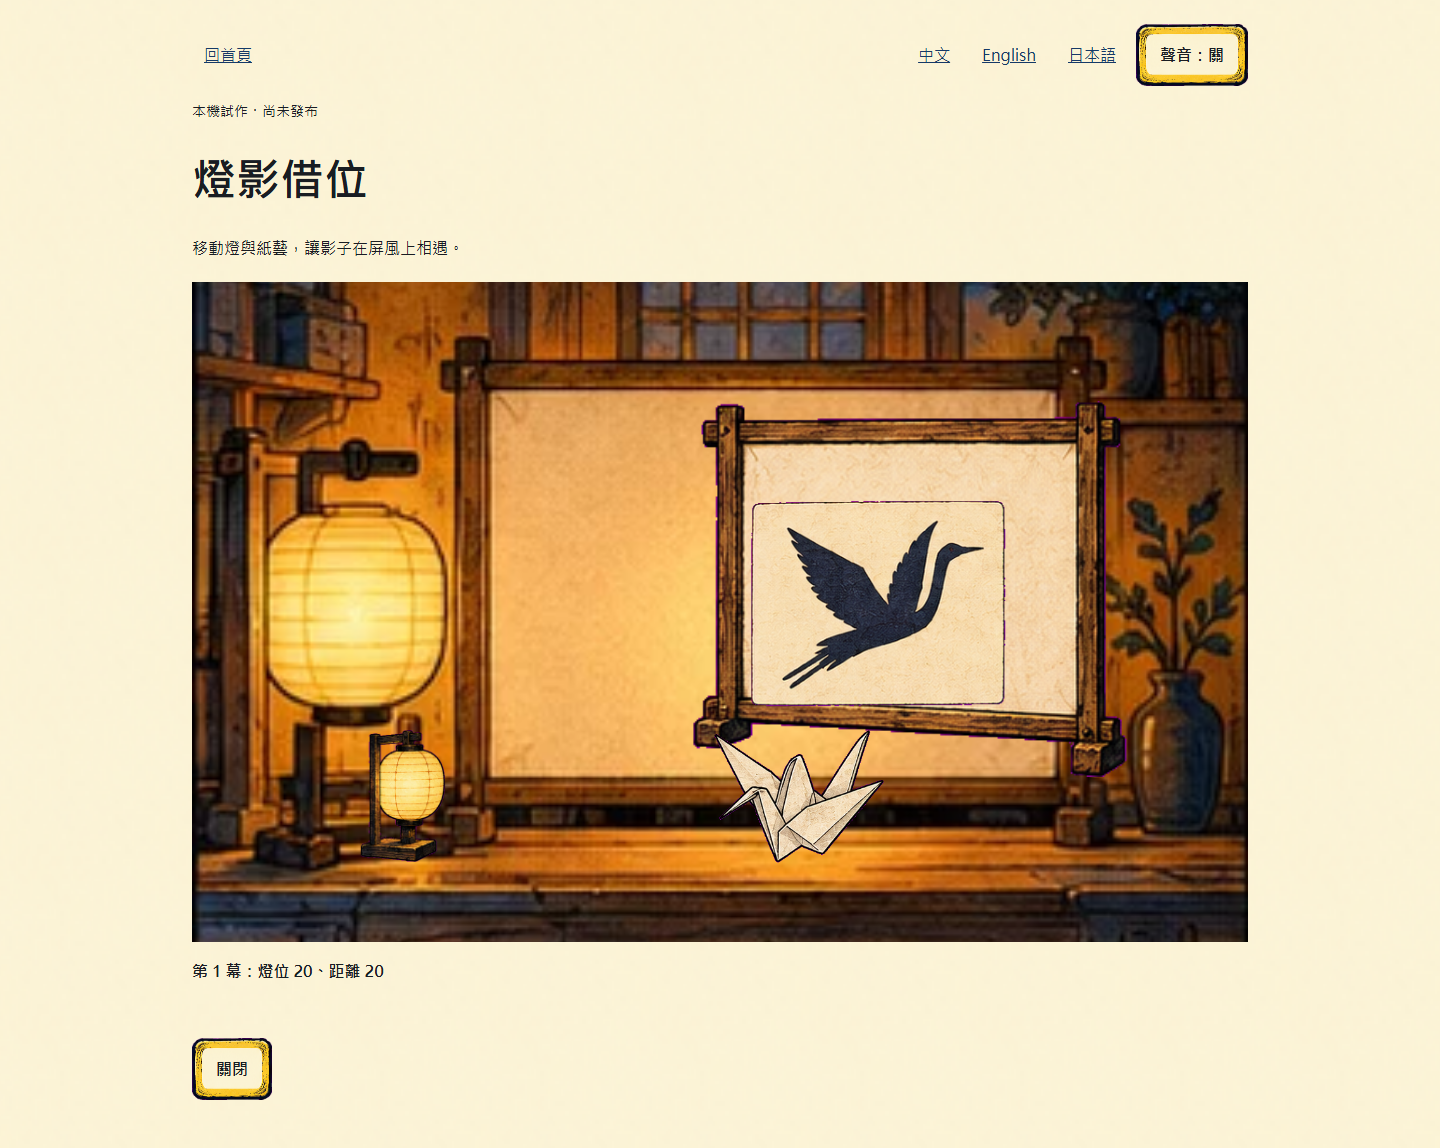 回首頁
中文 English 日本語 聲音：關
本機試作・尚未發布
燈影借位
移動燈與紙藝，讓影子在屏風上相遇。
第 1 幕：燈位 20、距離 20
關閉